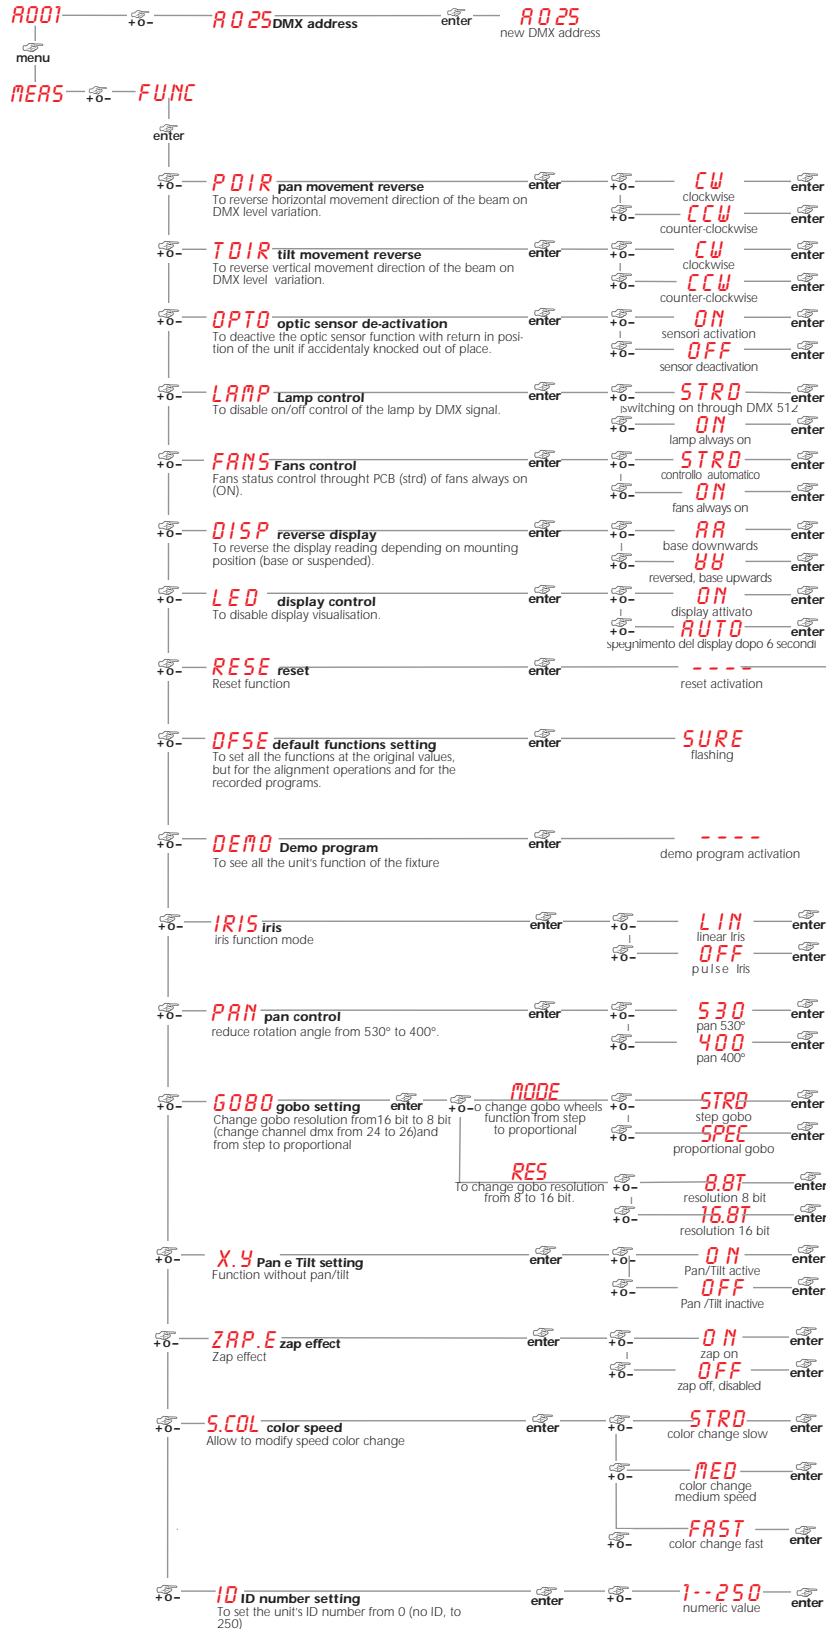 A001 + o - A025 DMX address enter A025
new DMX address
menu
MEAS + o - FUNC
enter
+ o - PDIR pan movement reverse enter + o - CW enter
To reverse horizontal movement direction of the beam on
DMX level variation.
clockwise
+ o - CCW enter
counter-clockwise
+ o - TDIR tilt movement reverse enter + o - CW enter
To reverse vertical movement direction of the beam on
DMX level variation.
clockwise
+ o - CCW enter
counter-clockwise
+ o - OPTO optic sensor de-activation enter + o - ON enter
To deactive the optic sensor function with return in posi-
tion of the unit if accidentaly knocked out of place.
sensori activation
+ o - OFF enter
sensor deactivation
+ o - LAMP Lamp control enter + o - STRD enter
To disable on/off control of the lamp by DMX signal.
switching on through DMX 512
+ o - ON enter
lamp always on
+ o - FANS Fans control enter + o - STRD enter
Fans status control throught PCB (strd) of fans always on
(ON).
controllo automatico
+ o - ON enter
fans always on
+ o - DISP reverse display enter + o - AA enter
To reverse the display reading depending on mounting
position (base or suspended).
base downwards
+ o - enter
reversed, base upwards
+ o - LED display control enter + o - ON enter
To disable display visualisation.
display attivato
+ o - AUTO enter
spegnimento del display dopo 6 secondi
+ o - RESE reset enter - - - -
Reset function
reset activation
+ o - DFSE default functions setting enter SURE
To set all the functions at the original values,
but for the alignment operations and for the
recorded programs.
flashing
+ o - DEMO Demo program enter - - - -
To see all the unit's function of the fixture
demo program activation
+ o - IRIS iris enter + o - LIN enter
iris function mode
linear Iris
+ o - OFF enter
pulse Iris
+ o - PAN pan control enter + o - 530 enter
reduce rotation angle from 530° to 400°.
pan 530°
+ o - 400 enter
pan 400°
+ o - GOBO gobo setting enter + o - MODE + o - STRD enter
Change gobo resolution from16 bit to 8 bit
(change channel dmx from 24 to 26)and
from step to proportional
o change gobo wheels
function from step
to proportional
step gobo
+ o - SPEC enter
proportional gobo
RES + o - 8.BT enter
To change gobo resolution
from 8 to 16 bit.
resolution 8 bit
+ o - 16.BT enter
resolution 16 bit
+ o - X.Y Pan e Tilt setting enter + o - ON enter
Function without pan/tilt
Pan/Tilt active
+ o - OFF enter
Pan /Tilt inactive
+ o - ZAP.E zap effect enter + o - ON enter
Zap effect
zap on
+ o - OFF enter
zap off, disabled
+ o - S.COL color speed enter + o - STRD enter
Allow to modify speed color change
color change slow
+ o - MED enter
color change
medium speed
+ o - FAST enter
color change fast
+ o - ID ID number setting enter + o - 1--250 enter
To set the unit's ID number from 0 (no ID, to
250)
numeric value